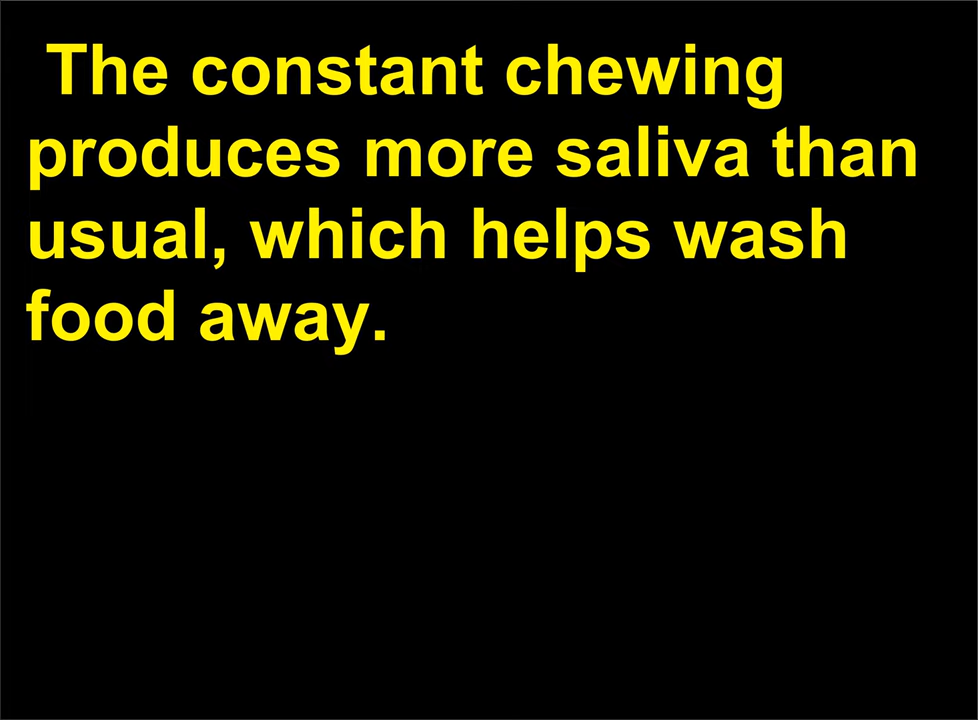 The constant chewing
produces more saliva than
usual, which helps wash
food away.